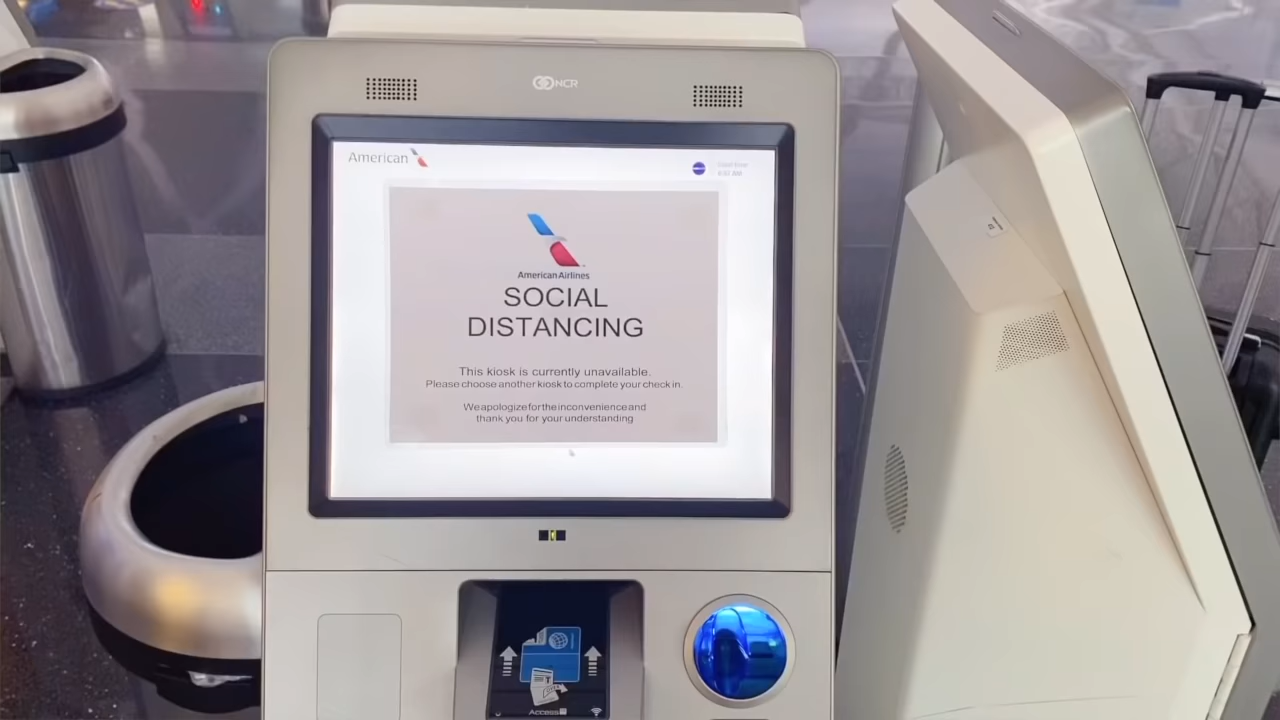 NCR
American
American Airlines
SOCIAL
DISTANCING
This kiosk is currently unavailable.
Please choose another kiosk to complete your check in.
We apologize for the inconvenience and
thank you for your understanding
Access